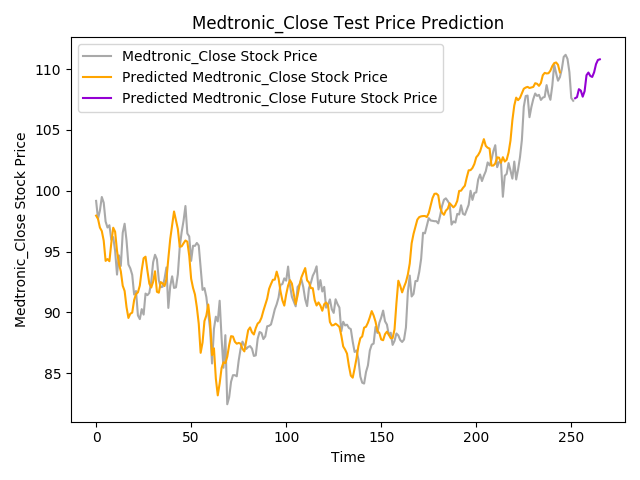 Medtronic_Close Test Price Prediction
Medtronic_Close Stock Price
Predicted Medtronic_Close Stock Price
Predicted Medtronic_Close Future Stock Price
Medtronic_Close Stock Price
110
105
100
95
90
85
0 50 100 150 200 250
Time